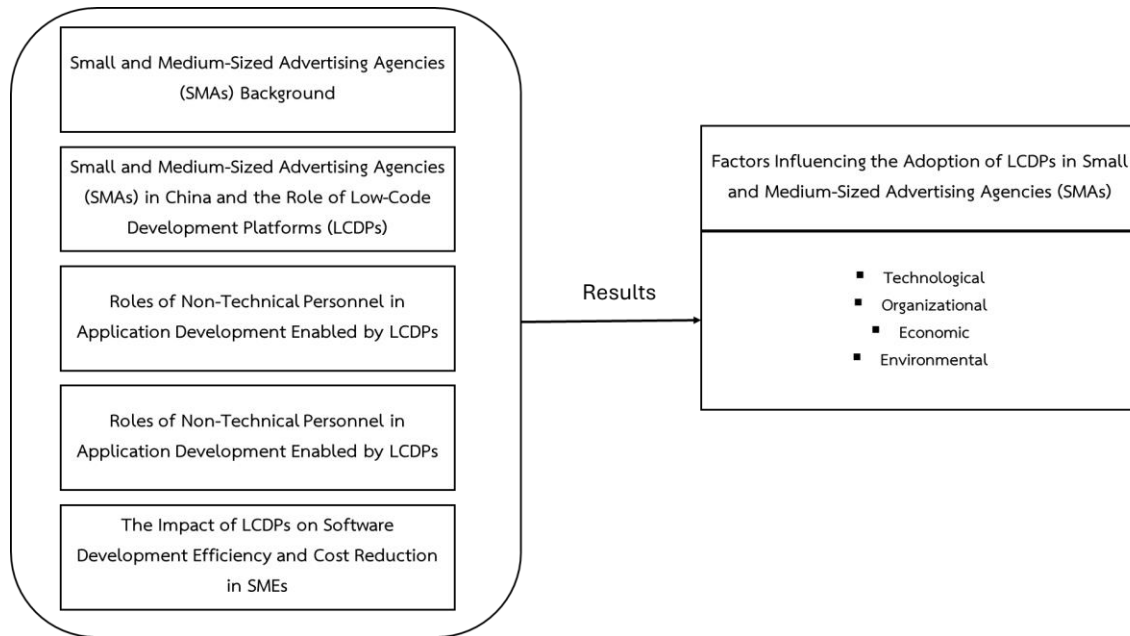 Small and Medium-Sized Advertising Agencies
(SMAs) Background
Small and Medium-Sized Advertising Agencies
(SMAs) in China and the Role of Low-Code
Development Platforms (LCDPs)
Roles of Non-Technical Personnel in
Application Development Enabled by LCDPs
Roles of Non-Technical Personnel in
Application Development Enabled by LCDPs
The Impact of LCDPs on Software
Development Efficiency and Cost Reduction
in SMEs
Results
Factors Influencing the Adoption of LCDPs in Small
and Medium-Sized Advertising Agencies (SMAs)
▪ Technological
▪ Organizational
▪ Economic
▪ Environmental